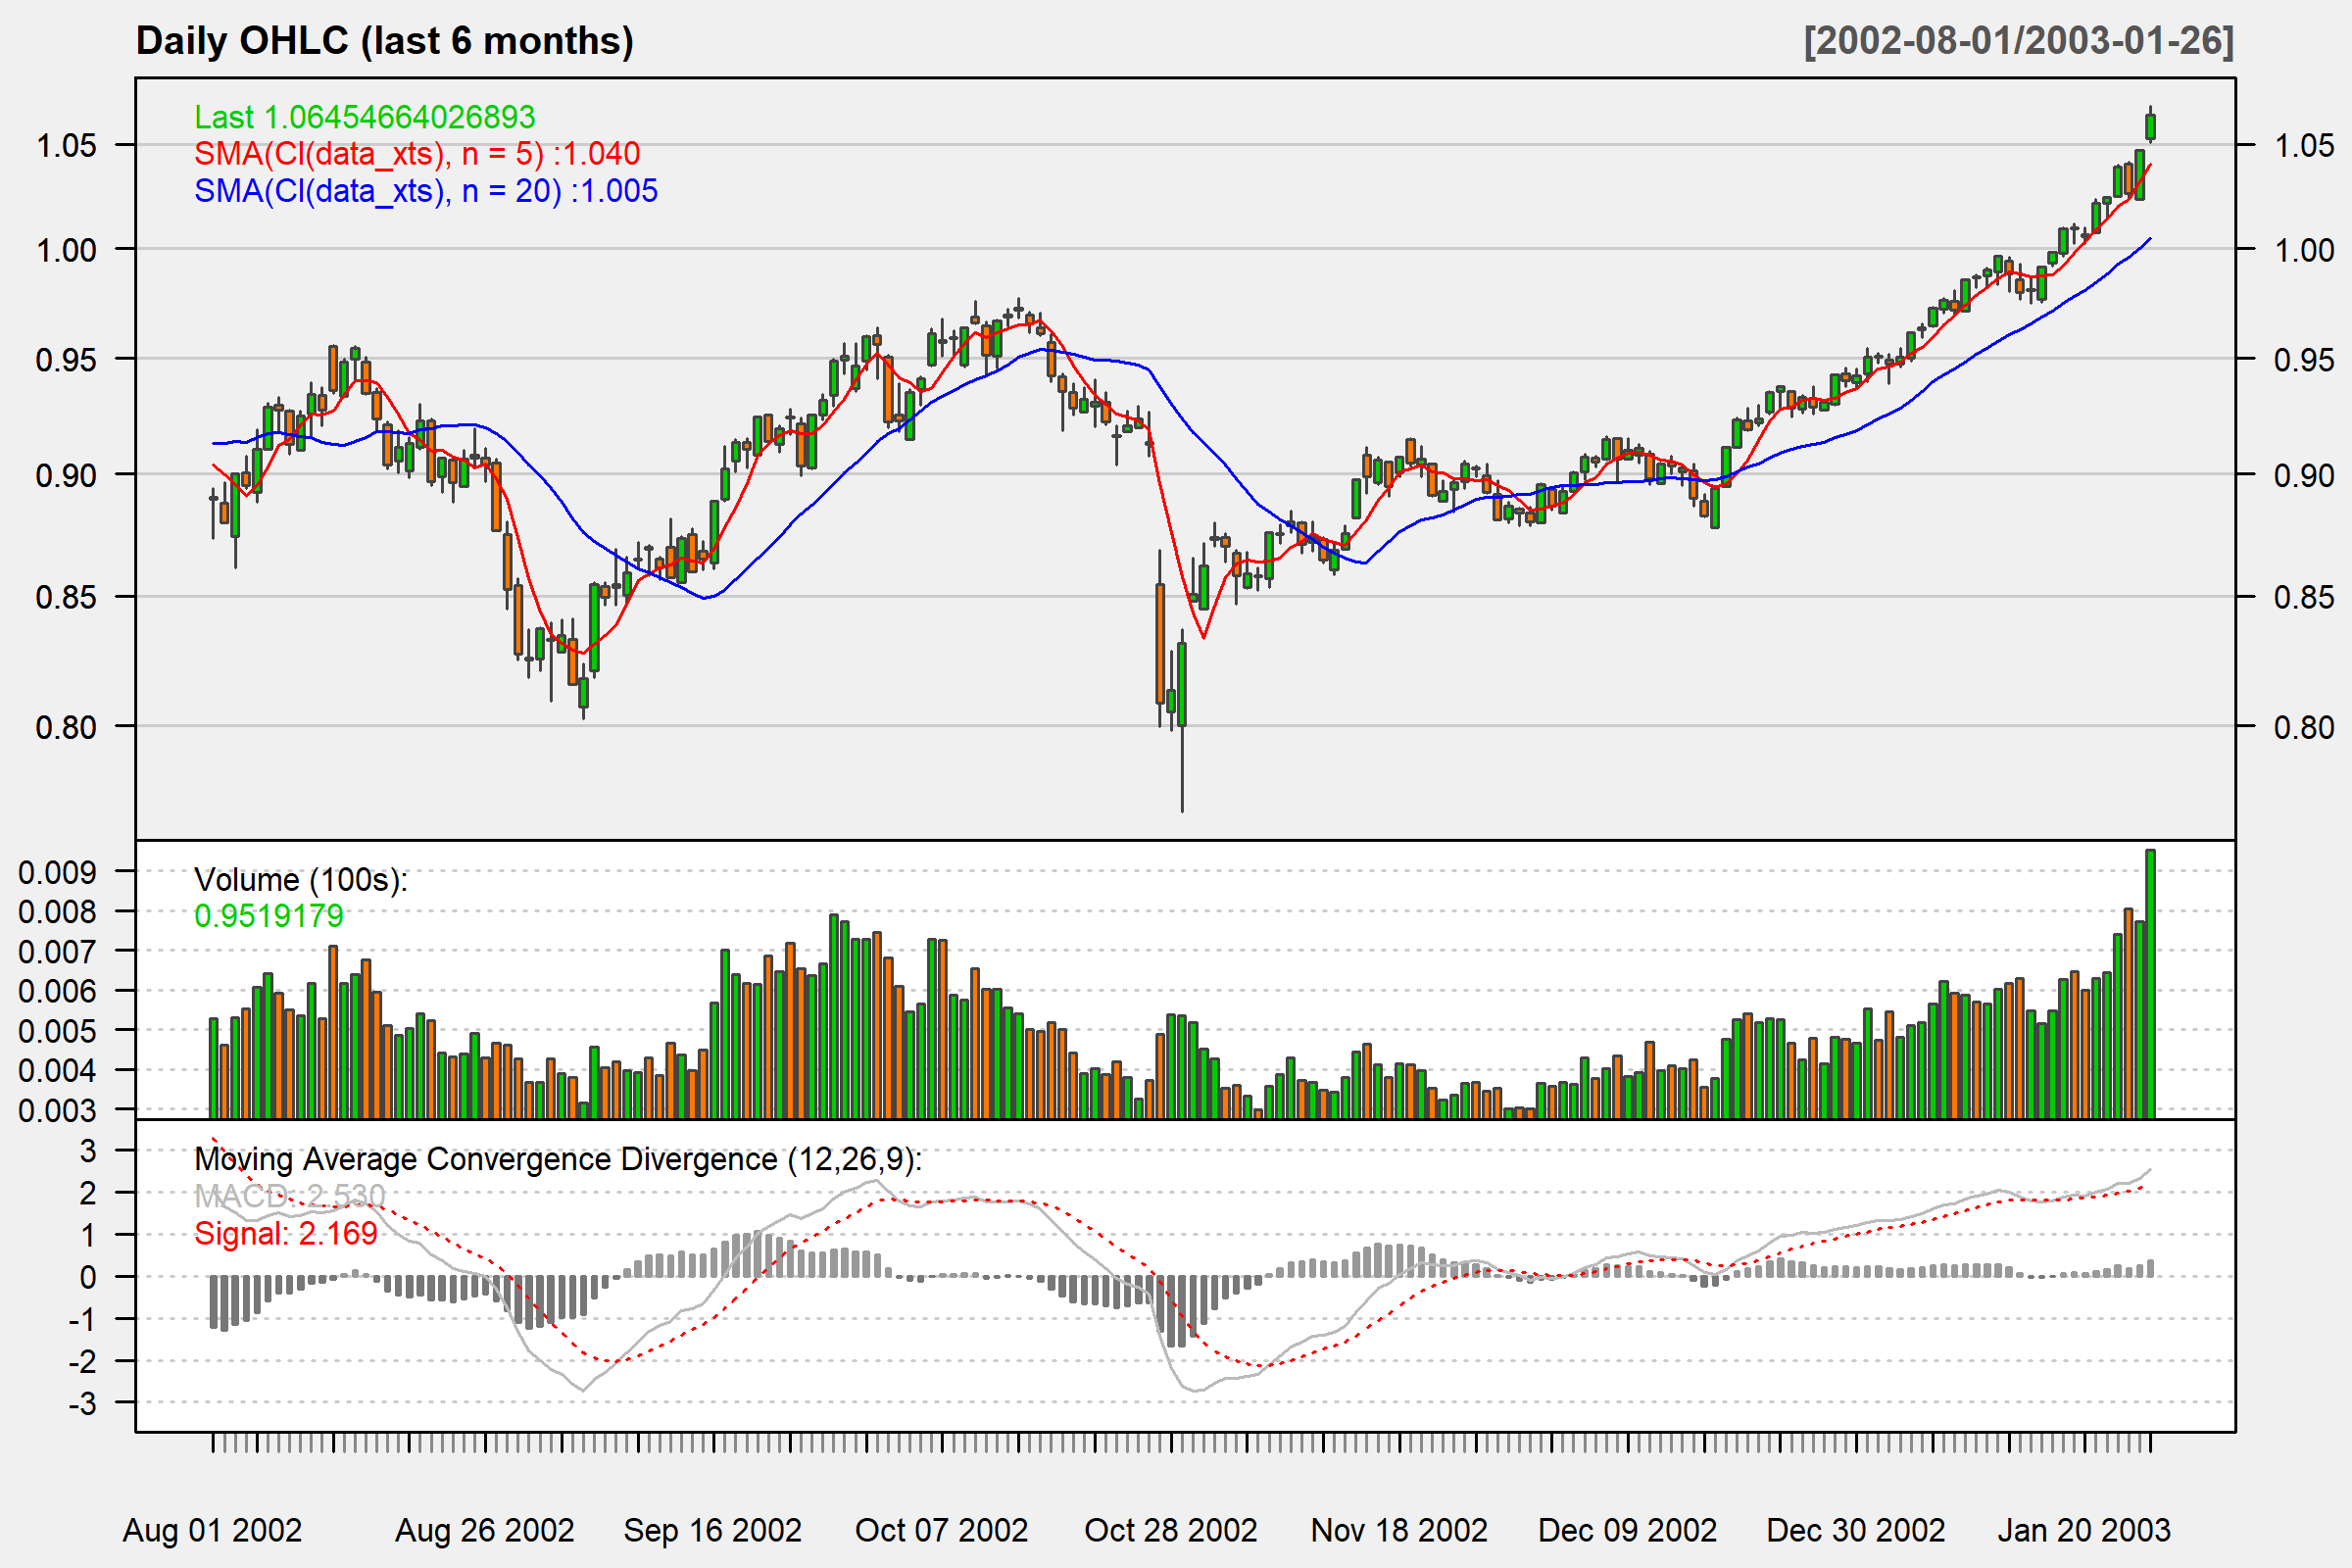 Daily OHLC (last 6 months) [2002-08-01/2003-01-26]
Last 1.06454664026893
SMA(Cl(data_xts), n = 5) :1.040
SMA(Cl(data_xts), n = 20) :1.005
1.05 1.05
1.00 1.00
0.95 0.95
0.90 0.90
0.85 0.85
0.80 0.80
Volume (100s):
0.9519179
0.009
0.008
0.007
0.006
0.005
0.004
0.003
Moving Average Convergence Divergence (12,26,9):
MACD: 2.530
Signal: 2.169
3
2
1
0
-1
-2
-3
Aug 01 2002 Aug 26 2002 Sep 16 2002 Oct 07 2002 Oct 28 2002 Nov 18 2002 Dec 09 2002 Dec 30 2002 Jan 20 2003